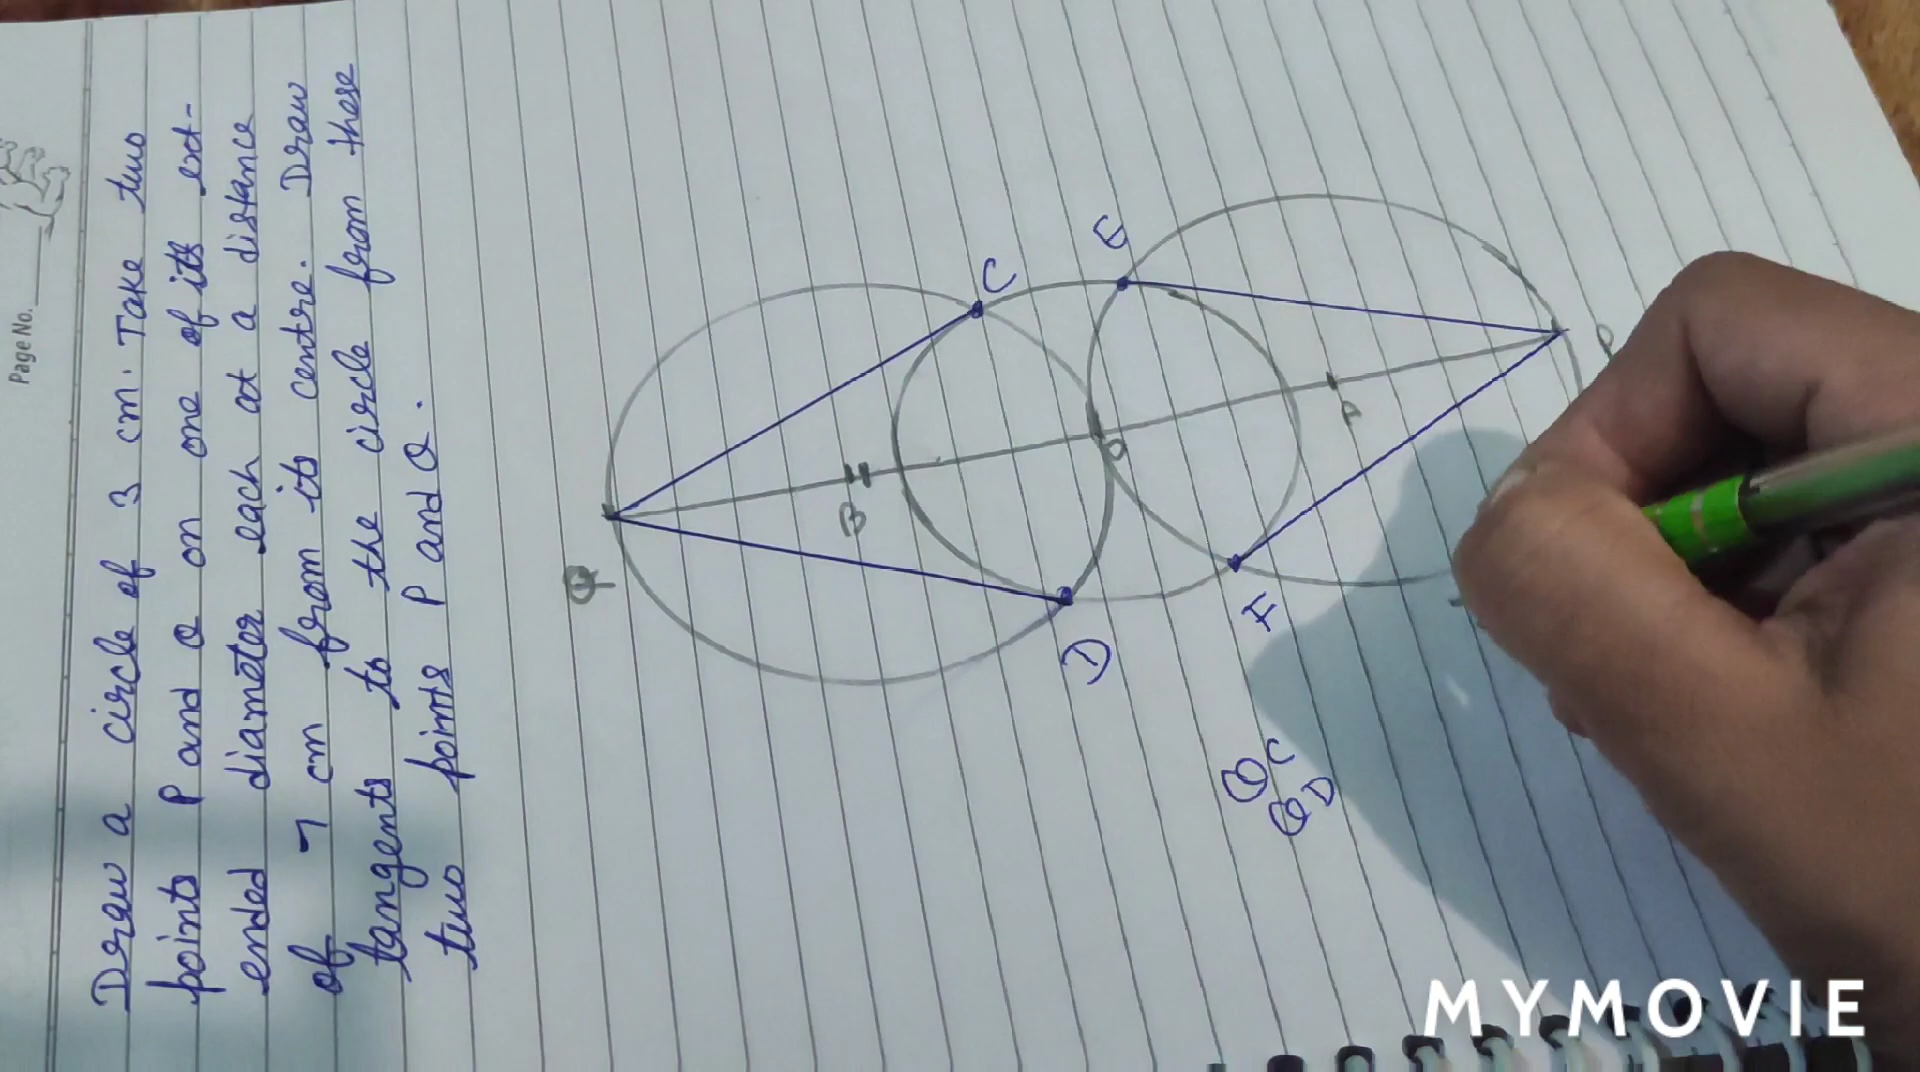 Page No.
Draw a circle of 3 cm. Take two
points P and Q on one of its ext-
ended diameter each at a distance
of 7 cm from its centre. Draw
tangents to the circle from these
two points P and Q.
E
C
A
O
B
Q
F
D
QC
QD
MYMOVIE